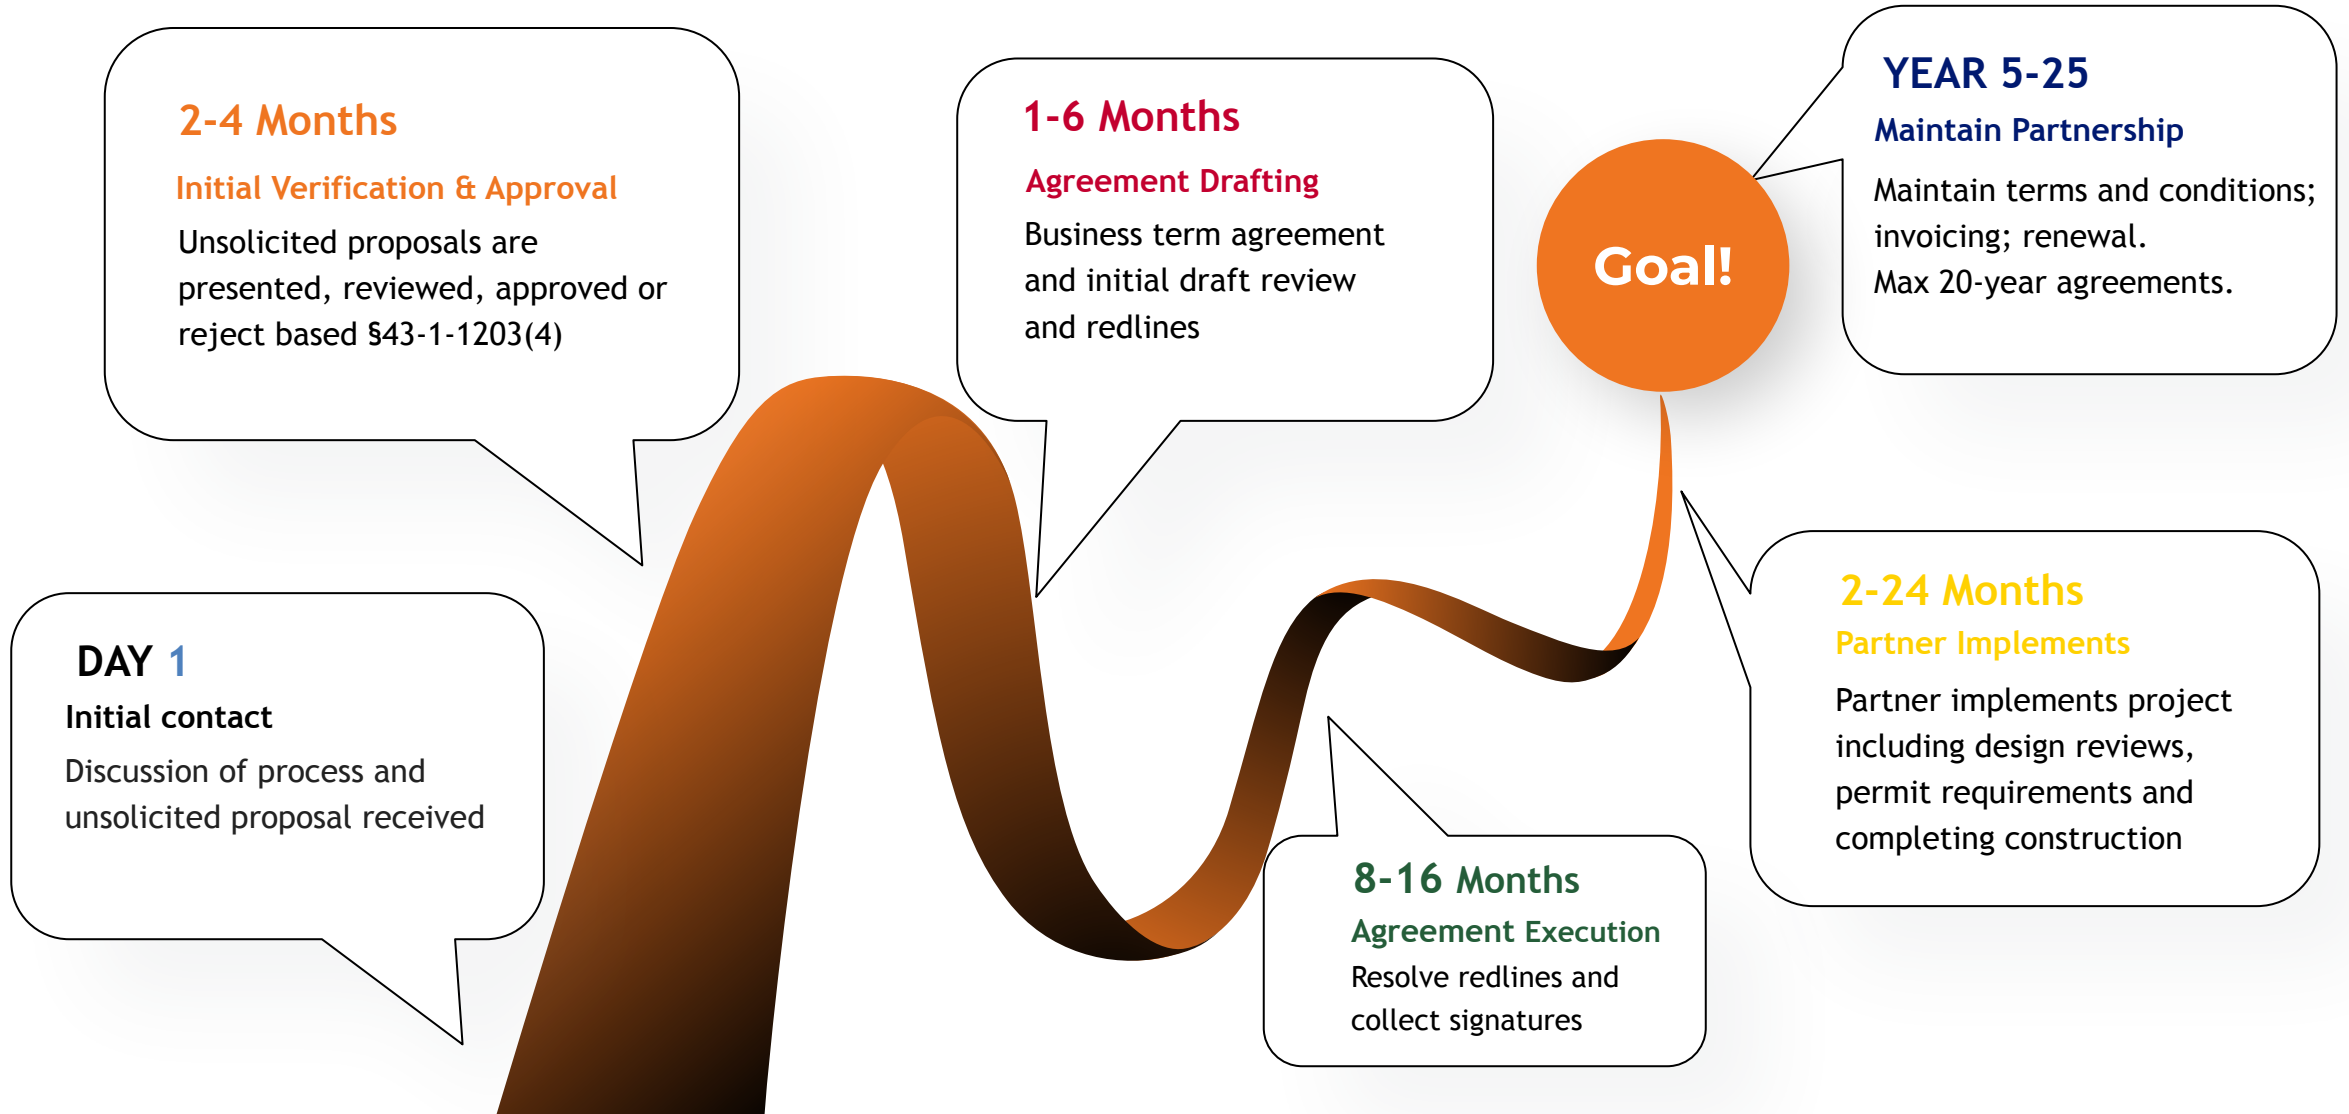 DAY 1
Initial contact
Discussion of process and
unsolicited proposal received
2-4 Months
Initial Verification & Approval
Unsolicited proposals are
presented, reviewed, approved or
reject based §43-1-1203(4)
1-6 Months
Agreement Drafting
Business term agreement
and initial draft review
and redlines
8-16 Months
Agreement Execution
Resolve redlines and
collect signatures
2-24 Months
Partner Implements
Partner implements project
including design reviews,
permit requirements and
completing construction
Goal!
YEAR 5-25
Maintain Partnership
Maintain terms and conditions;
invoicing; renewal.
Max 20-year agreements.